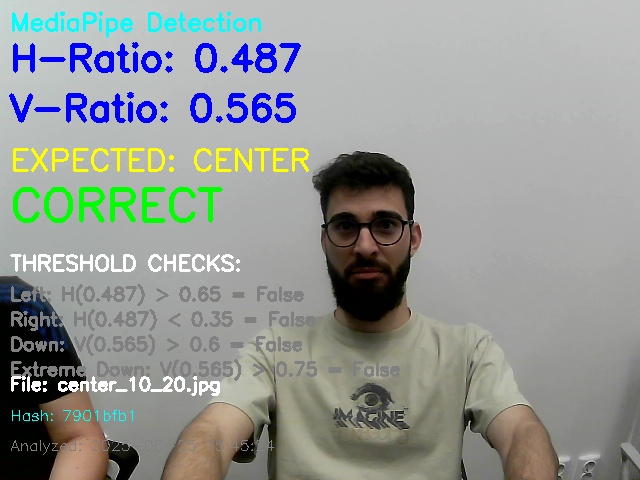 MediaPipe Detection
H-Ratio: 0.487
V-Ratio: 0.565
EXPECTED: CENTER
CORRECT
THRESHOLD CHECKS:
Left: H(0.487) > 0.65 = False
Right: H(0.487) < 0.35 = False
Down: V(0.565) > 0.6 = False
Extreme Down: V(0.565) > 0.75 = False
File: center_10_20.jpg
Hash: 7901bfb1
Analyzed:
IMAGINE